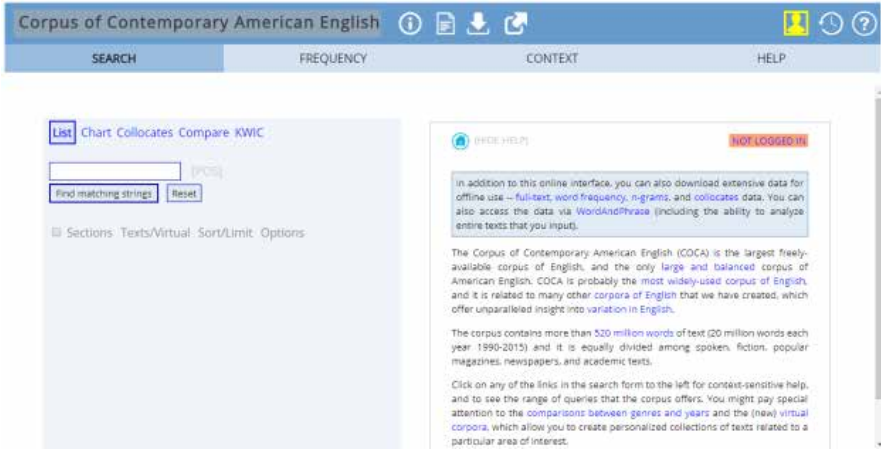 Corpus of Contemporary American English
SEARCH FREQUENCY CONTEXT HELP
List Chart Collocates Compare KWIC
[POS]
Find matching strings Reset
Sections Texts/Virtual Sort/Limit Options
(HIDE HELP) NOT LOGGED IN
In addition to this online interface, you can also download extensive data for
offline use -- full-text, word frequency, n-grams, and collocates data. You can
also access the data via WordAndPhrase (including the ability to analyze
entire texts that you input).
The Corpus of Contemporary American English (COCA) is the largest freely-
available corpus of English, and the only large and balanced corpus of
American English. COCA is probably the most widely-used corpus of English,
and it is related to many other corpora of English that we have created, which
offer unparalleled insight into variation in English.
The corpus contains more than 520 million words of text (20 million words each
year 1990-2015) and it is equally divided among spoken, fiction, popular
magazines, newspapers, and academic texts.
Click on any of the links in the search form to the left for context-sensitive help,
and to see the range of queries that the corpus offers. You might pay special
attention to the comparisons between genres and years and the (new) virtual
corpora, which allow you to create personalized collections of texts related to a
particular area of interest.